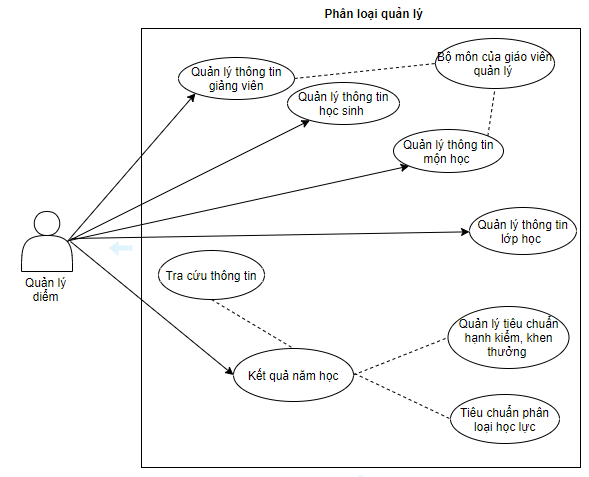 Phân loại quản lý
Quản lý thông tin
giảng viên
Bộ môn của giáo viên
quản lý
Quản lý thông tin
học sinh
Quản lý thông tin
mộn học
Quản lý thông tin
lớp học
Quản lý
diểm
Tra cứu thông tin
Quản lý tiêu chuẩn
hạnh kiểm, khen
thưởng
Kết quả năm học
Tiêu chuẩn phân
loại học lực